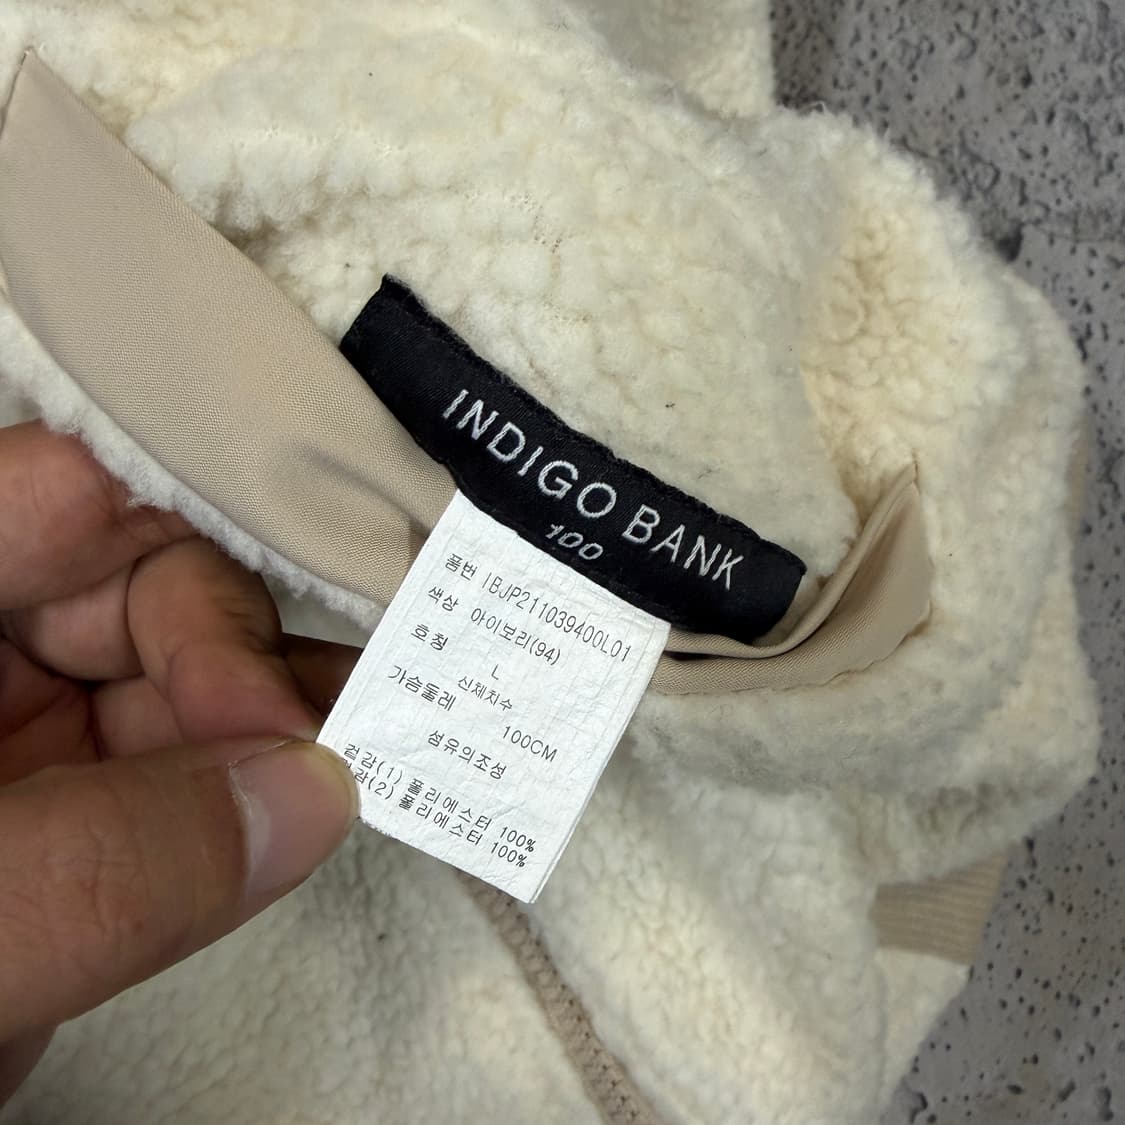 INDIGO BANK
100
품번 IBJP211039400L01
색상 아이보리(94)
호칭 L
신체치수
가슴둘레 100CM
섬유의조성
겉감(1) 폴리에스터 100%
겉감(2) 폴리에스터 100%